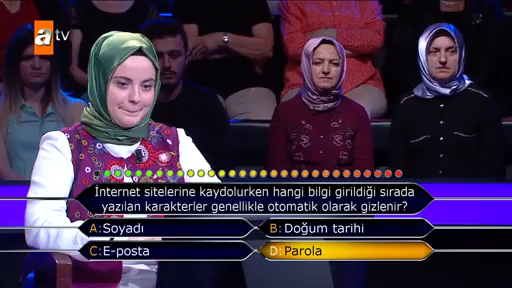 atv
İnternet sitelerine kaydolurken hangi bilgi girildiği sırada
yazılan karakterler genellikle otomatik olarak gizlenir?
A: Soyadı
B: Doğum tarihi
C: E-posta
D: Parola